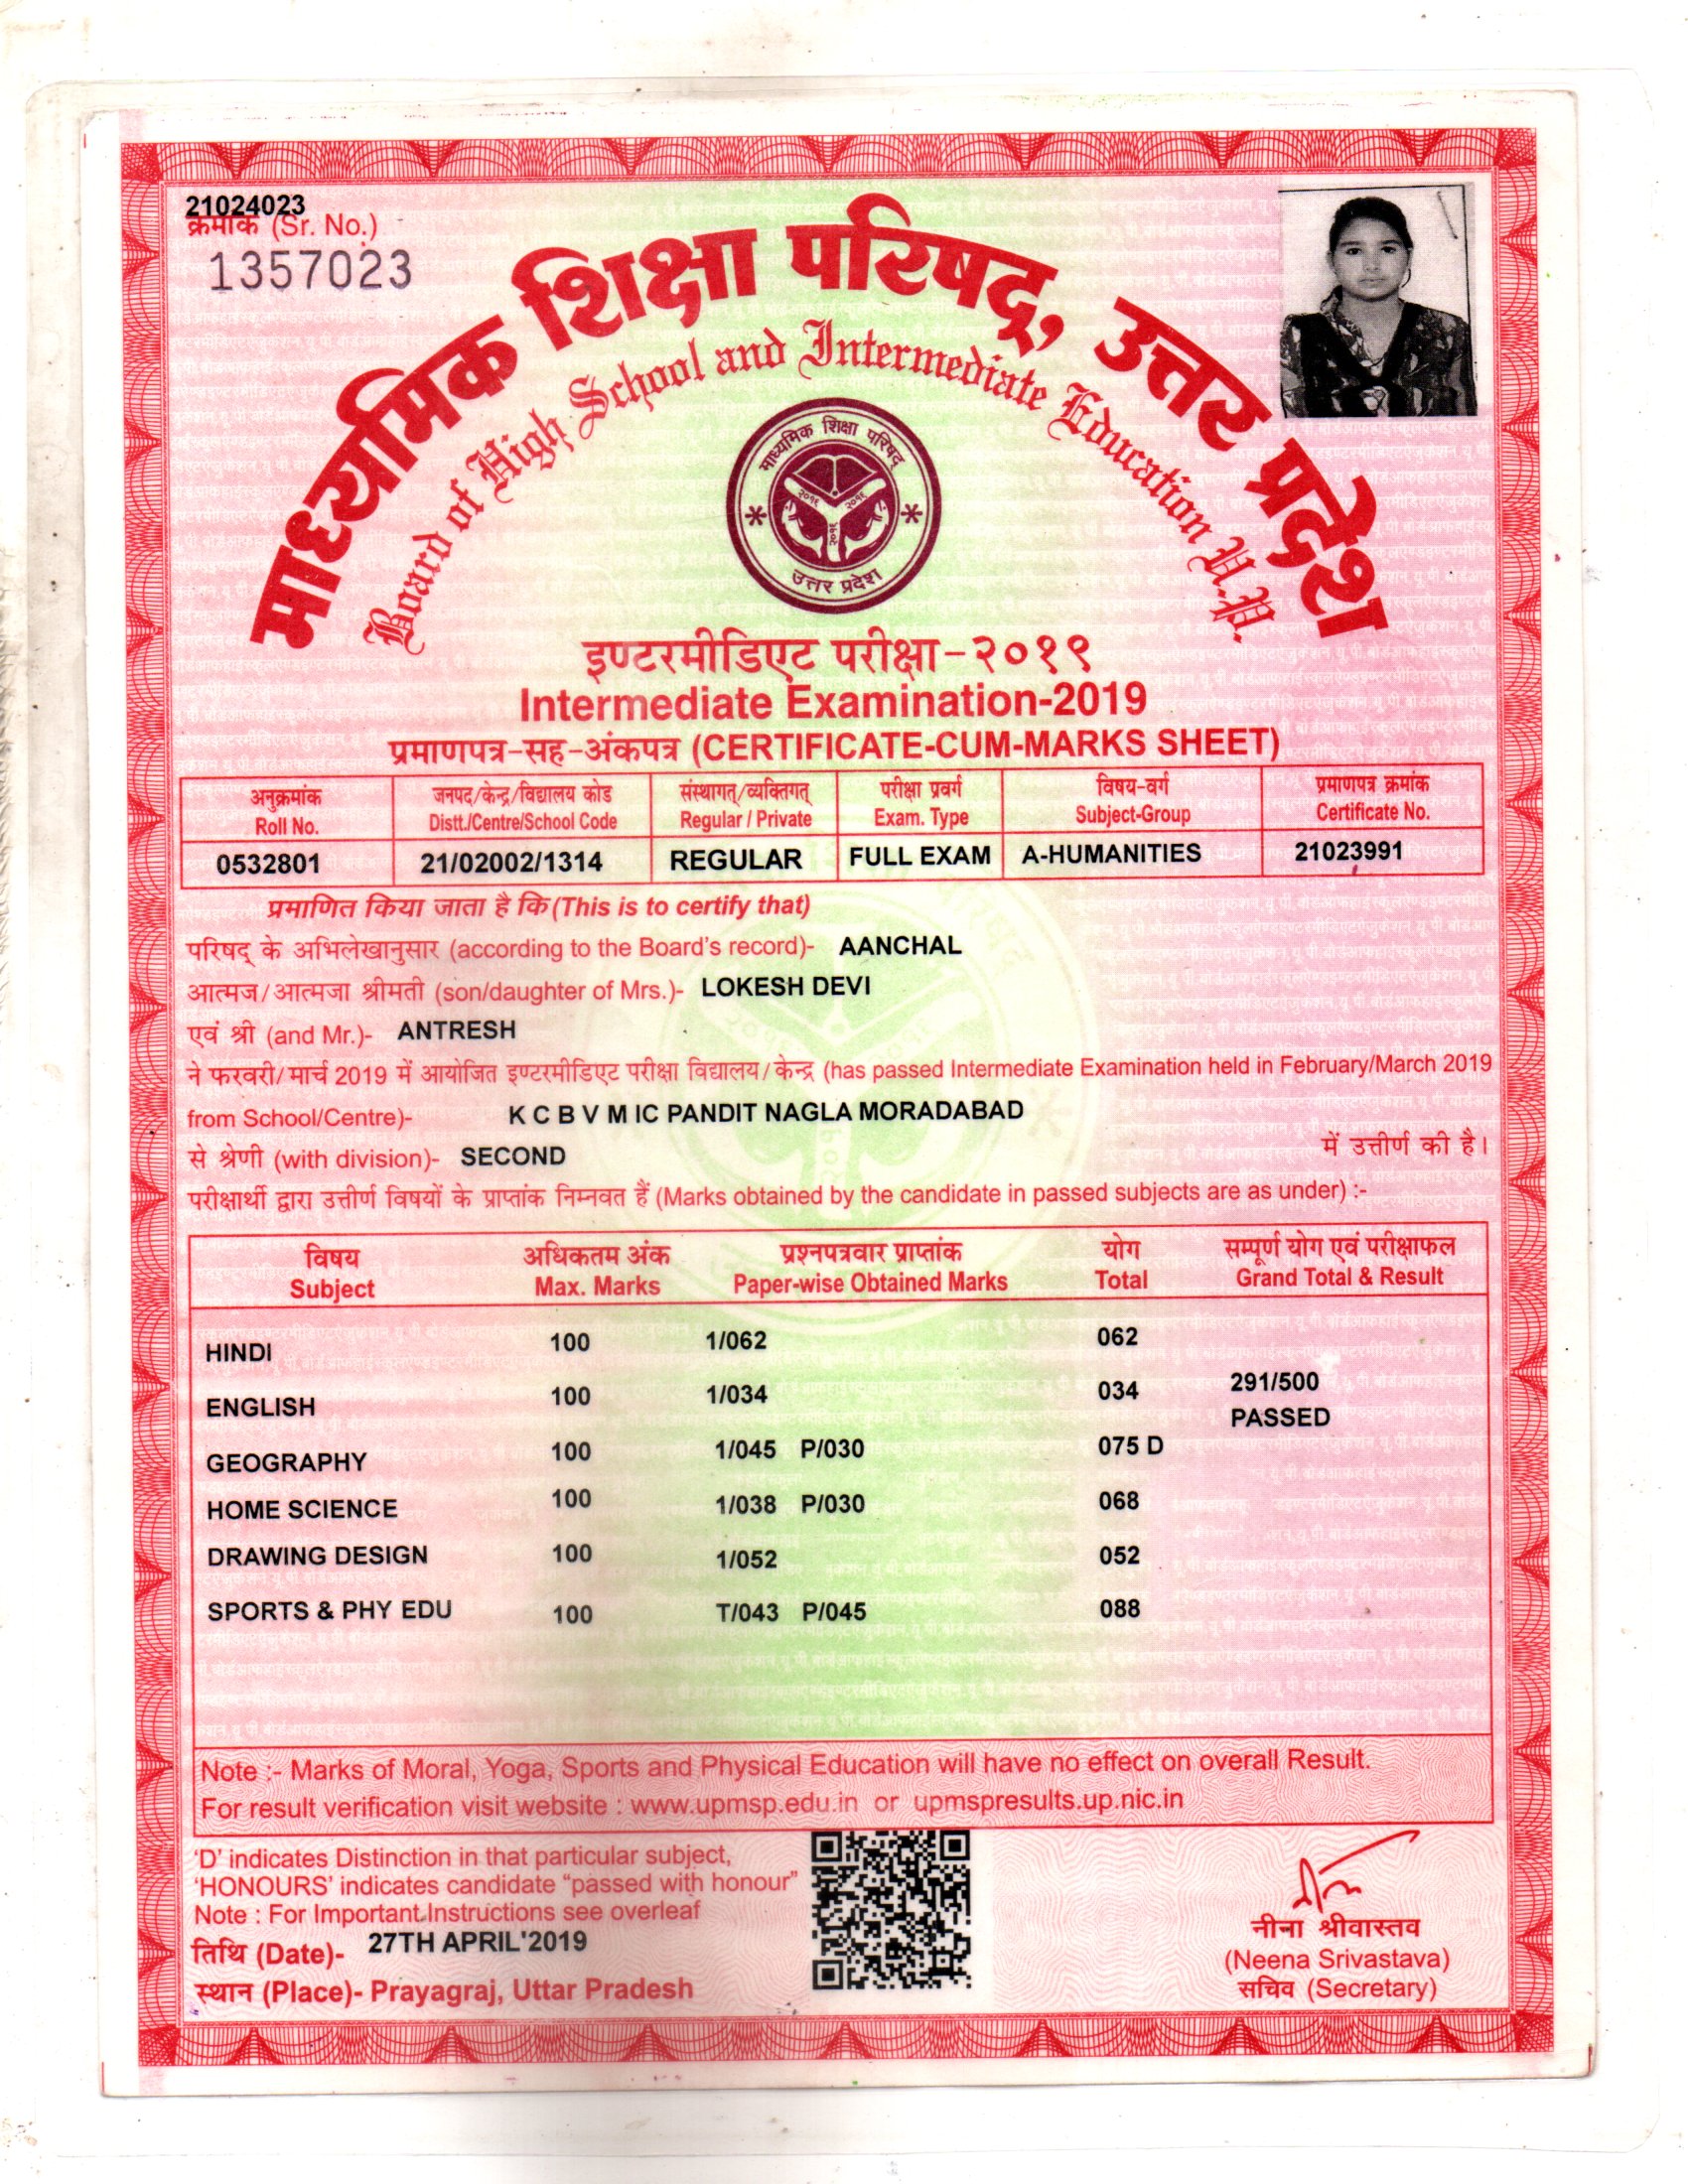 21024023
क्रमांक (Sr. No.)
1357023
माध्यमिक शिक्षा परिषद्, उत्तर प्रदेश
Board of High School and Intermediate Education U.P.
माध्यमिक शिक्षा परिषद्
२०१६ २०१६ २०१६
उत्तर प्रदेश
इण्टरमीडिएट परीक्षा-२०१९
Intermediate Examination-2019
प्रमाणपत्र-सह-अंकपत्र (CERTIFICATE-CUM-MARKS SHEET)
अनुक्रमांक जनपद/केन्द्र/विद्यालय कोड संस्थागत्/व्यक्तिगत् परीक्षा प्रवर्ग विषय-वर्ग प्रमाणपत्र क्रमांक
Roll No. Distt./Centre/School Code Regular / Private Exam. Type Subject-Group Certificate No.
0532801 21/02002/1314 REGULAR FULL EXAM A-HUMANITIES 21023991
प्रमाणित किया जाता है कि (This is to certify that)
परिषद् के अभिलेखानुसार (according to the Board's record)- AANCHAL
आत्मज/आत्मजा श्रीमती (son/daughter of Mrs.)- LOKESH DEVI
एवं श्री (and Mr.)- ANTRESH
ने फरवरी/मार्च 2019 में आयोजित इण्टरमीडिएट परीक्षा विद्यालय/केन्द्र (has passed Intermediate Examination held in February/March 2019
from School/Centre)- K C B V M IC PANDIT NAGLA MORADABAD
से श्रेणी (with division)- SECOND में उत्तीर्ण की है।
परीक्षार्थी द्वारा उत्तीर्ण विषयों के प्राप्तांक निम्नवत हैं (Marks obtained by the candidate in passed subjects are as under) :-
विषय अधिकतम अंक प्रश्नपत्रवार प्राप्तांक योग सम्पूर्ण योग एवं परीक्षाफल
Subject Max. Marks Paper-wise Obtained Marks Total Grand Total & Result
HINDI 100 1/062 062
ENGLISH 100 1/034 034 291/500
PASSED
GEOGRAPHY 100 1/045 P/030 075 D
HOME SCIENCE 100 1/038 P/030 068
DRAWING DESIGN 100 1/052 052
SPORTS & PHY EDU 100 T/043 P/045 088
Note :- Marks of Moral, Yoga, Sports and Physical Education will have no effect on overall Result.
For result verification visit website : www.upmsp.edu.in or upmspresults.up.nic.in
'D' indicates Distinction in that particular subject,
'HONOURS' indicates candidate "passed with honour"
Note : For Important Instructions see overleaf
तिथि (Date)- 27TH APRIL'2019
स्थान (Place)- Prayagraj, Uttar Pradesh
नीना श्रीवास्तव
(Neena Srivastava)
सचिव (Secretary)